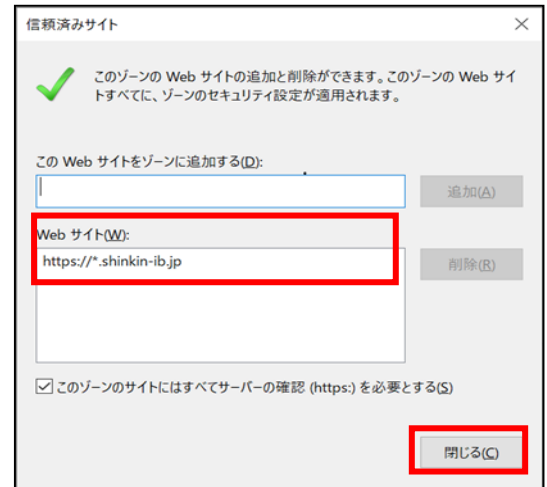 信頼済みサイト
このゾーンの Web サイトの追加と削除ができます。このゾーンの Web サイ
トすべてに、ゾーンのセキュリティ設定が適用されます。
この Web サイトをゾーンに追加する(D):
追加(A)
Web サイト(W):
https://*.shinkin-ib.jp
削除(R)
このゾーンのサイトにはすべてサーバーの確認 (https:) を必要とする(S)
閉じる(C)